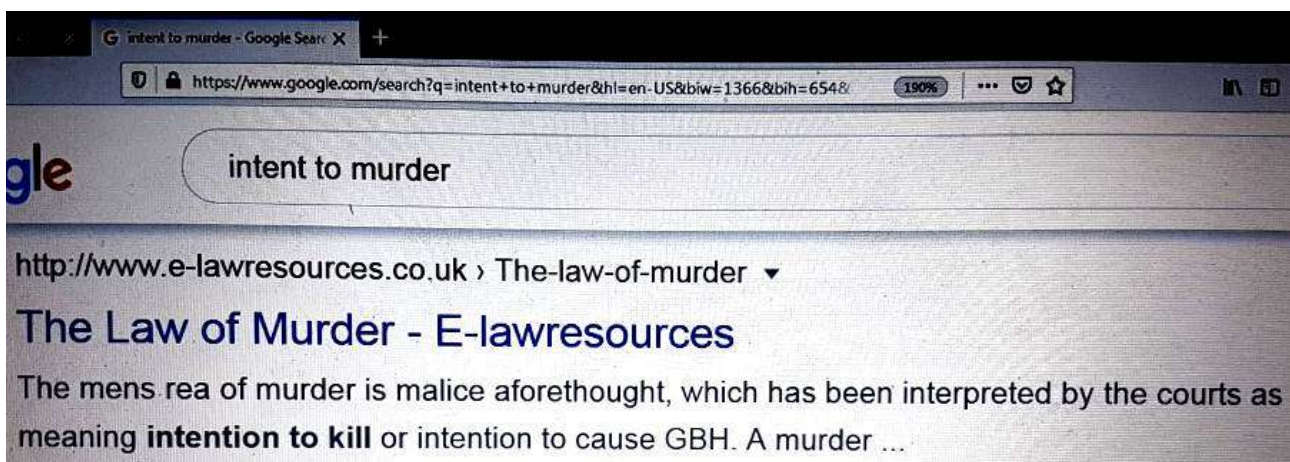 G intent to murder - Google Searc X +
https://www.google.com/search?q=intent+to+murder&hl=en-US&biw=1366&bih=654& 190% ...
gle intent to murder
http://www.e-lawresources.co.uk › The-law-of-murder
The Law of Murder - E-lawresources
The mens rea of murder is malice aforethought, which has been interpreted by the courts as
meaning intention to kill or intention to cause GBH. A murder ...